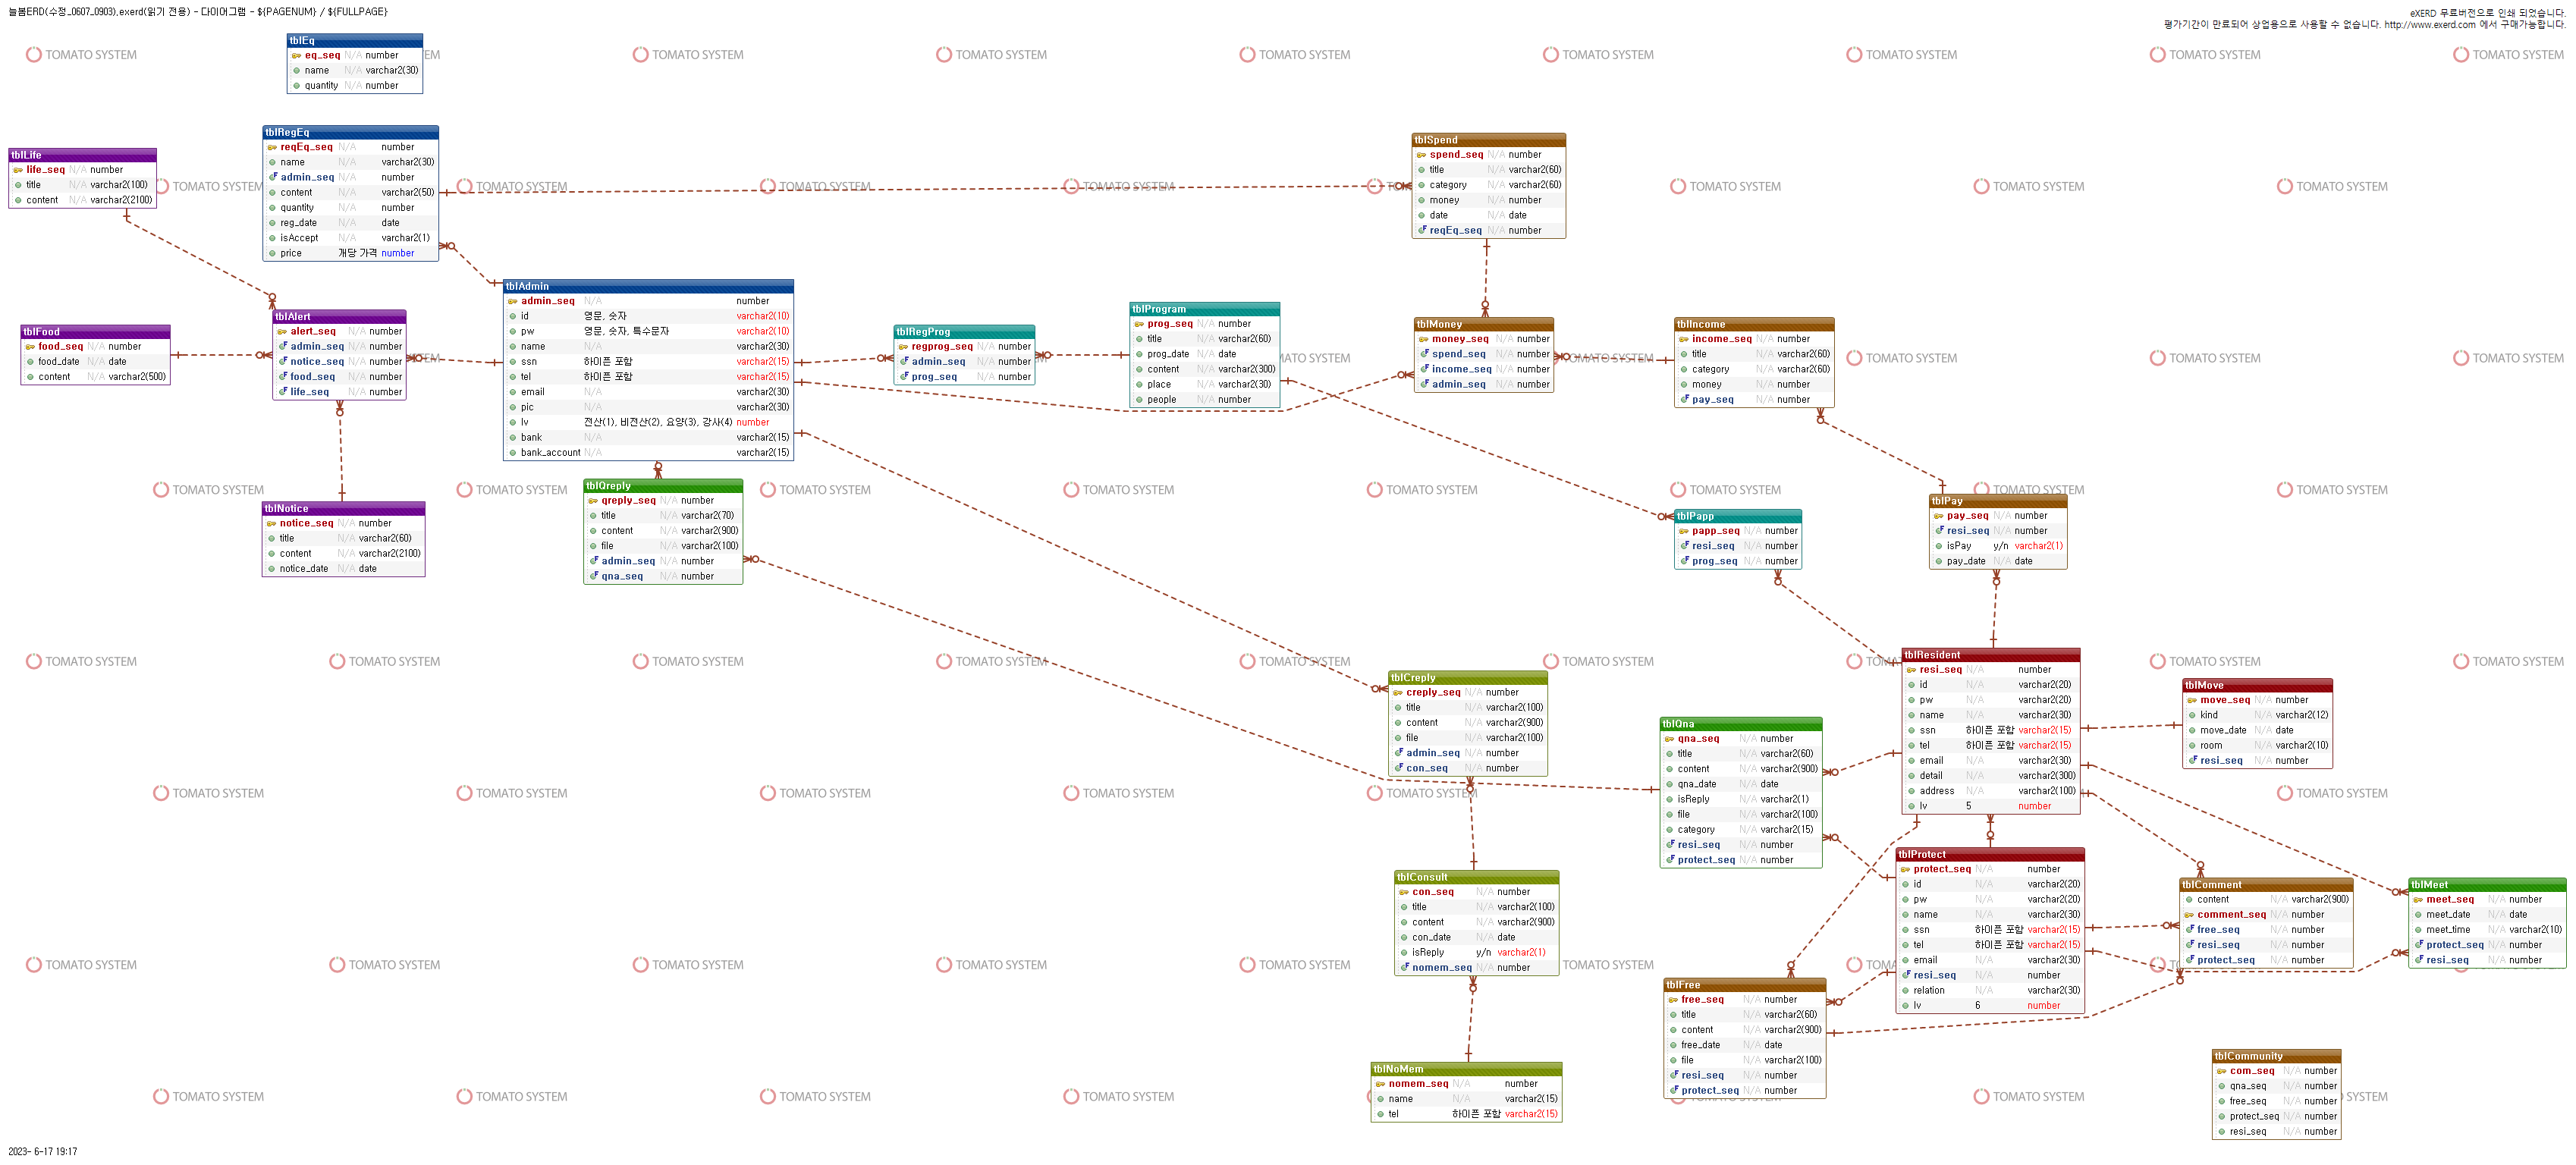 늘봄ERD(수정_0607_0903).exerd(읽기 전용) - 다이어그램 - ${PAGENUM} / ${FULLPAGE}
eXERD 무료버전으로 인쇄 되었습니다.
평가기간이 만료되어 상업용으로 사용할 수 없습니다. http://www.exerd.com 에서 구매가능합니다.
TOMATO SYSTEM
tblEq
eq_seq N/A number
name N/A varchar2(30)
quantity N/A number
tblRegEq
reqEq_seq N/A number
name N/A varchar2(30)
admin_seq N/A number
content N/A varchar2(50)
quantity N/A number
reg_date N/A date
isAccept N/A varchar2(1)
price 개당 가격 number
tblLife
life_seq N/A number
title N/A varchar2(100)
content N/A varchar2(2100)
tblSpend
spend_seq N/A number
title N/A varchar2(60)
category N/A varchar2(60)
money N/A number
date N/A date
reqEq_seq N/A number
tblAdmin
admin_seq N/A number
id 영문, 숫자 varchar2(10)
pw 영문, 숫자, 특수문자 varchar2(10)
name N/A varchar2(30)
ssn 하이픈 포함 varchar2(15)
tel 하이픈 포함 varchar2(15)
email N/A varchar2(30)
pic N/A varchar2(30)
lv 전산(1), 비전산(2), 요양(3), 강사(4) number
bank N/A varchar2(15)
bank_account N/A varchar2(15)
tblFood
food_seq N/A number
food_date N/A date
content N/A varchar2(500)
tblAlert
alert_seq N/A number
admin_seq N/A number
notice_seq N/A number
food_seq N/A number
life_seq N/A number
tblRegProg
regprog_seq N/A number
admin_seq N/A number
prog_seq N/A number
tblProgram
prog_seq N/A number
title N/A varchar2(60)
prog_date N/A date
content N/A varchar2(300)
place N/A varchar2(30)
people N/A number
tblMoney
money_seq N/A number
spend_seq N/A number
income_seq N/A number
admin_seq N/A number
tblIncome
income_seq N/A number
title N/A varchar2(60)
category N/A varchar2(60)
money N/A number
pay_seq N/A number
tblNotice
notice_seq N/A number
title N/A varchar2(60)
content N/A varchar2(2100)
notice_date N/A date
tblQreply
qreply_seq N/A number
title N/A varchar2(70)
content N/A varchar2(900)
file N/A varchar2(100)
admin_seq N/A number
qna_seq N/A number
tblPapp
papp_seq N/A number
resi_seq N/A number
prog_seq N/A number
tblPay
pay_seq N/A number
resi_seq N/A number
isPay y/n varchar2(1)
pay_date N/A date
tblCreply
creply_seq N/A number
title N/A varchar2(100)
content N/A varchar2(900)
file N/A varchar2(100)
admin_seq N/A number
con_seq N/A number
tblQna
qna_seq N/A number
title N/A varchar2(60)
content N/A varchar2(900)
qna_date N/A date
isReply N/A varchar2(1)
file N/A varchar2(100)
category N/A varchar2(15)
resi_seq N/A number
protect_seq N/A number
tblResident
resi_seq N/A number
id N/A varchar2(20)
pw N/A varchar2(20)
name N/A varchar2(30)
ssn 하이픈 포함 varchar2(15)
tel 하이픈 포함 varchar2(15)
email N/A varchar2(30)
detail N/A varchar2(300)
address N/A varchar2(100)
lv 5 number
tblMove
move_seq N/A number
kind N/A varchar2(12)
move_date N/A date
room N/A varchar2(10)
resi_seq N/A number
tblConsult
con_seq N/A number
title N/A varchar2(100)
content N/A varchar2(900)
con_date N/A date
isReply y/n varchar2(1)
nomem_seq N/A number
tblProtect
protect_seq N/A number
id N/A varchar2(20)
pw N/A varchar2(20)
name N/A varchar2(30)
ssn 하이픈 포함 varchar2(15)
tel 하이픈 포함 varchar2(15)
email N/A varchar2(30)
resi_seq N/A number
relation N/A varchar2(30)
lv 6 number
tblComment
content N/A varchar2(900)
comment_seq N/A number
free_seq N/A number
resi_seq N/A number
protect_seq N/A number
tblMeet
meet_seq N/A number
meet_date N/A date
meet_time N/A varchar2(10)
protect_seq N/A number
resi_seq N/A number
tblFree
free_seq N/A number
title N/A varchar2(60)
content N/A varchar2(900)
free_date N/A date
file N/A varchar2(100)
resi_seq N/A number
protect_seq N/A number
tblNoMem
nomem_seq N/A number
name N/A varchar2(15)
tel 하이픈 포함 varchar2(15)
tblCommunity
com_seq N/A number
qna_seq N/A number
free_seq N/A number
protect_seq N/A number
resi_seq N/A number
2023- 6-17 19:17